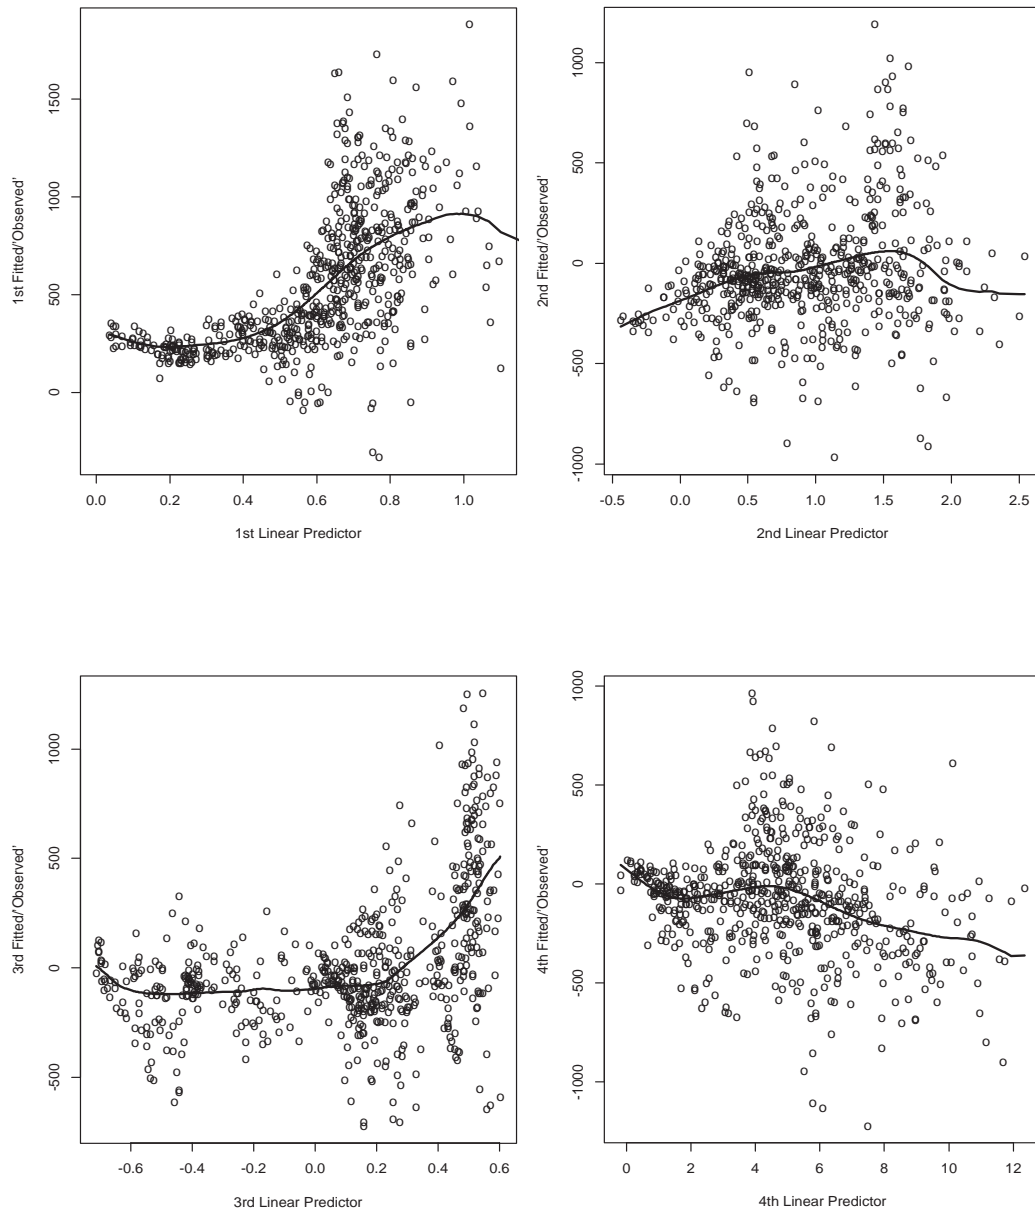 1st Fitted/'Observed'
1500
1000
500
0
0.0 0.2 0.4 0.6 0.8 1.0
1st Linear Predictor
2nd Fitted/'Observed'
1000
500
0
-5000
-1000
-0.5 0.0 0.5 1.0 1.5 2.0 2.5
2nd Linear Predictor
3rd Fitted/'Observed'
1000
500
0
-500
-0.6 -0.4 -0.2 0.0 0.2 0.4 0.6
3rd Linear Predictor
4th Fitted/'Observed'
1000
500
0
-500
-1000
0 2 4 6 8 10 12
4th Linear Predictor